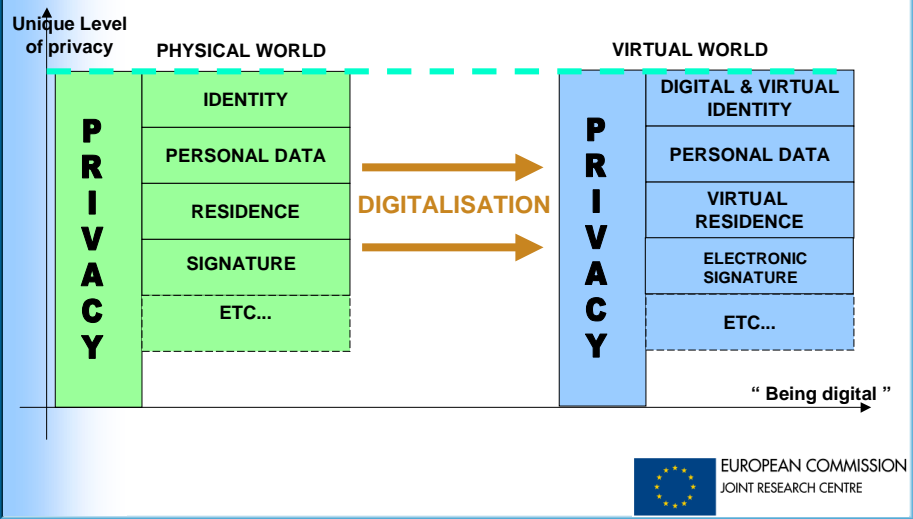 Unique Level
of privacy
PHYSICAL WORLD
VIRTUAL WORLD
PRIVACY
IDENTITY
PERSONAL DATA
RESIDENCE
SIGNATURE
ETC...
DIGITALISATION
PRIVACY
DIGITAL & VIRTUAL
IDENTITY
PERSONAL DATA
VIRTUAL
RESIDENCE
ELECTRONIC
SIGNATURE
ETC...
“ Being digital ”
EUROPEAN COMMISSION
JOINT RESEARCH CENTRE